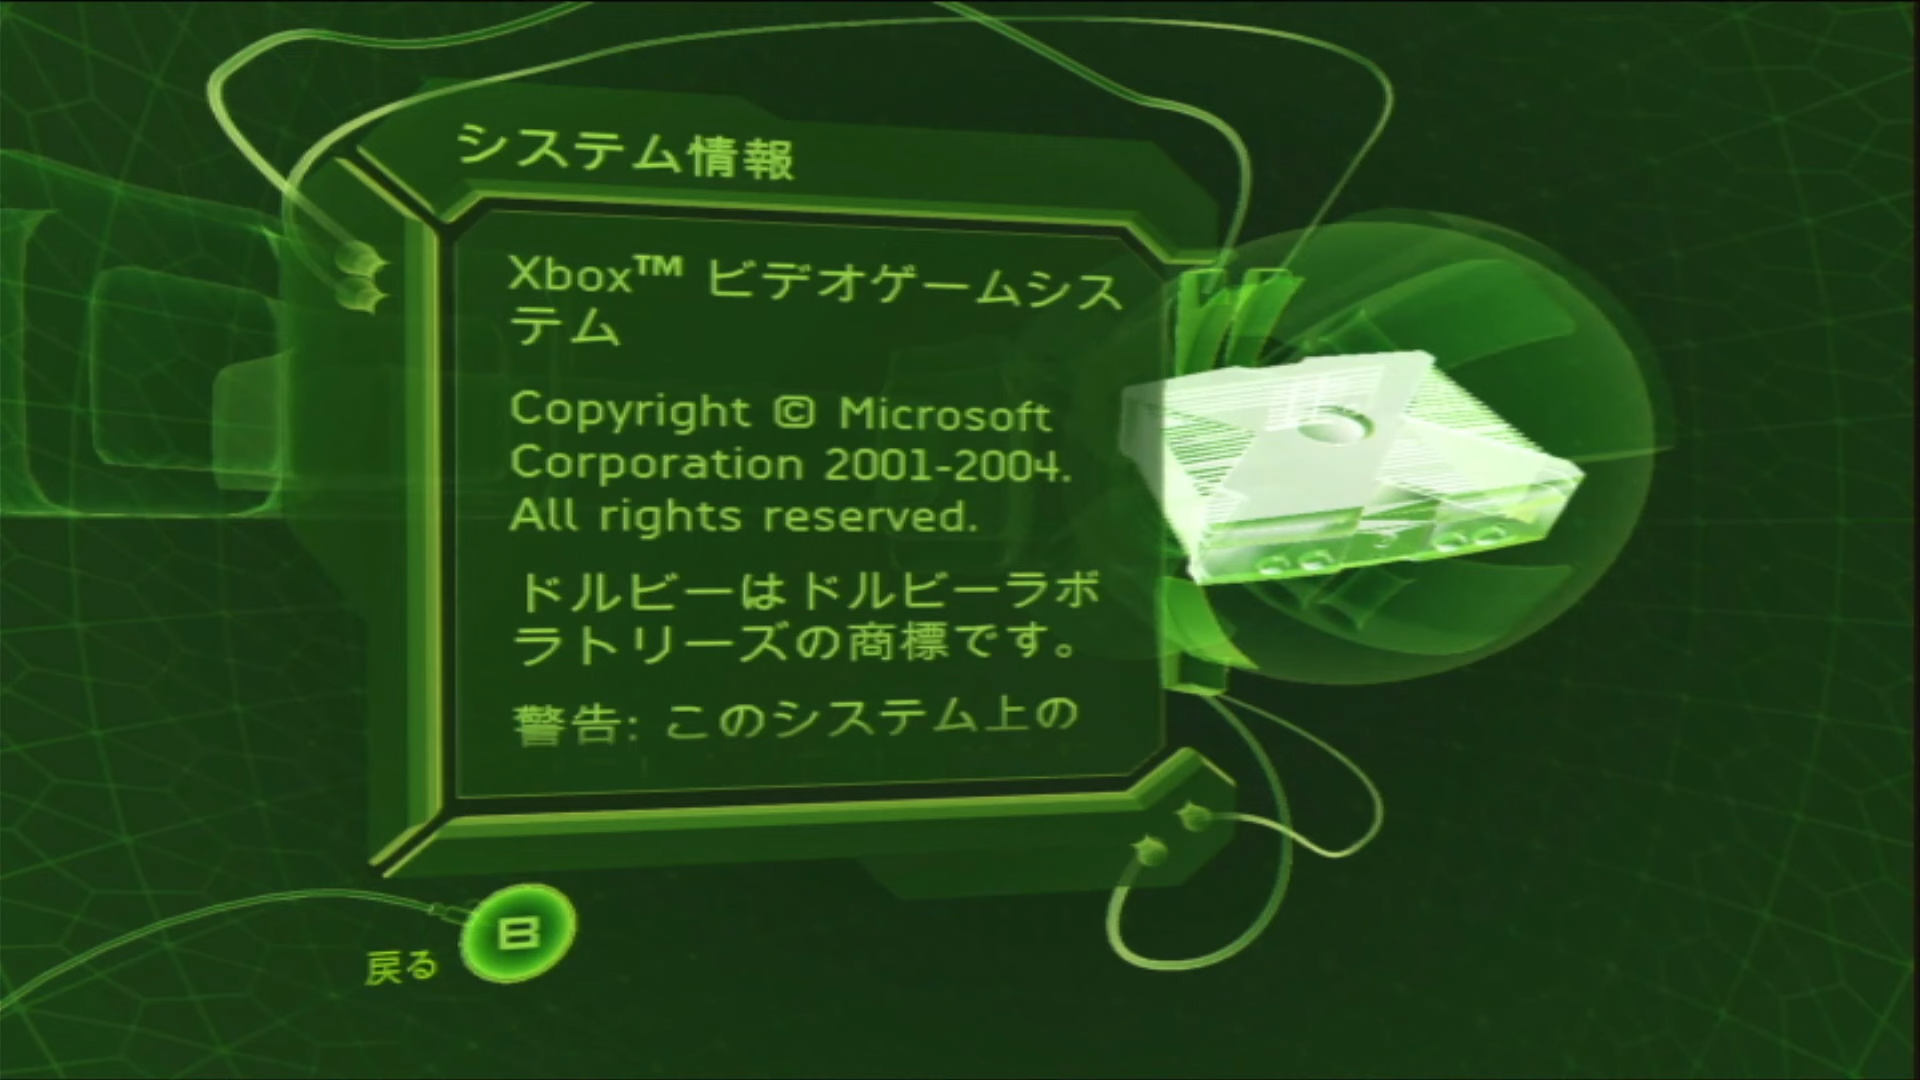 システム情報
Xbox™ ビデオゲームシス
テム
Copyright © Microsoft
Corporation 2001-2004.
All rights reserved.
ドルビーはドルビーラボ
ラトリーズの商標です。
警告: このシステム上の
戻る B